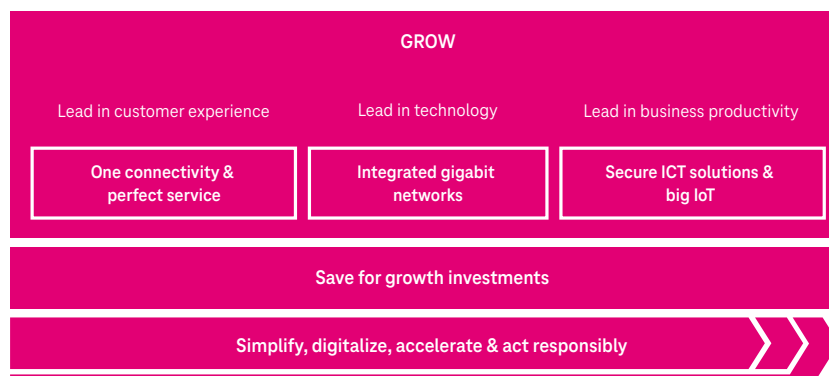 GROW
Lead in customer experience
Lead in technology
Lead in business productivity
One connectivity &
perfect service
Integrated gigabit
networks
Secure ICT solutions &
big IoT
Save for growth investments
Simplify, digitalize, accelerate & act responsibly